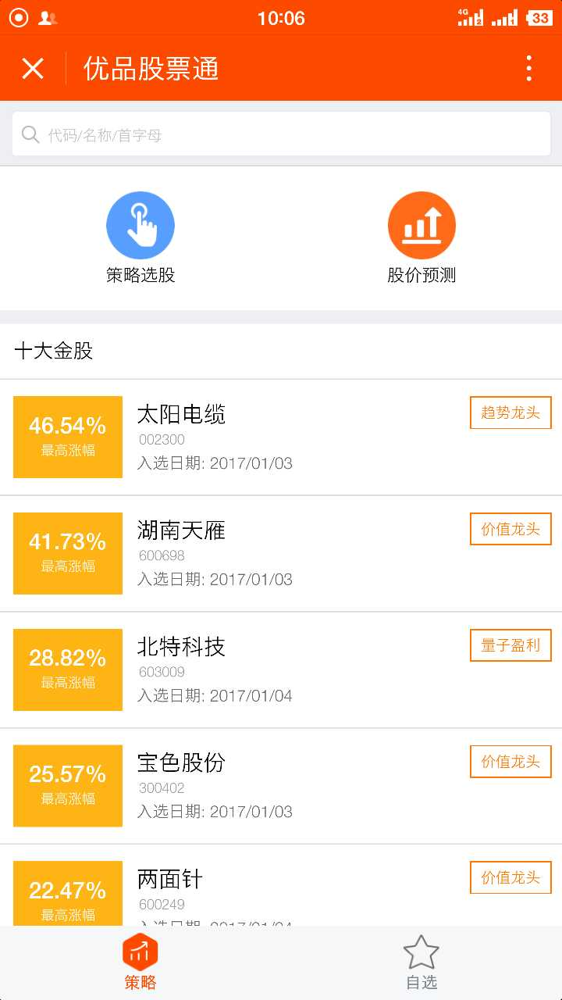 10:06
4G
2
1
33
优品股票通
代码/名称/首字母
策略选股
股价预测
十大金股
46.54%
最高涨幅
太阳电缆
002300
入选日期: 2017/01/03
趋势龙头
41.73%
最高涨幅
湖南天雁
600698
入选日期: 2017/01/03
价值龙头
28.82%
最高涨幅
北特科技
603009
入选日期: 2017/01/04
量子盈利
25.57%
最高涨幅
宝色股份
300402
入选日期: 2017/01/03
价值龙头
22.47%
最高涨幅
两面针
600249
入选日期: 2017/01/04
价值龙头
策略
自选